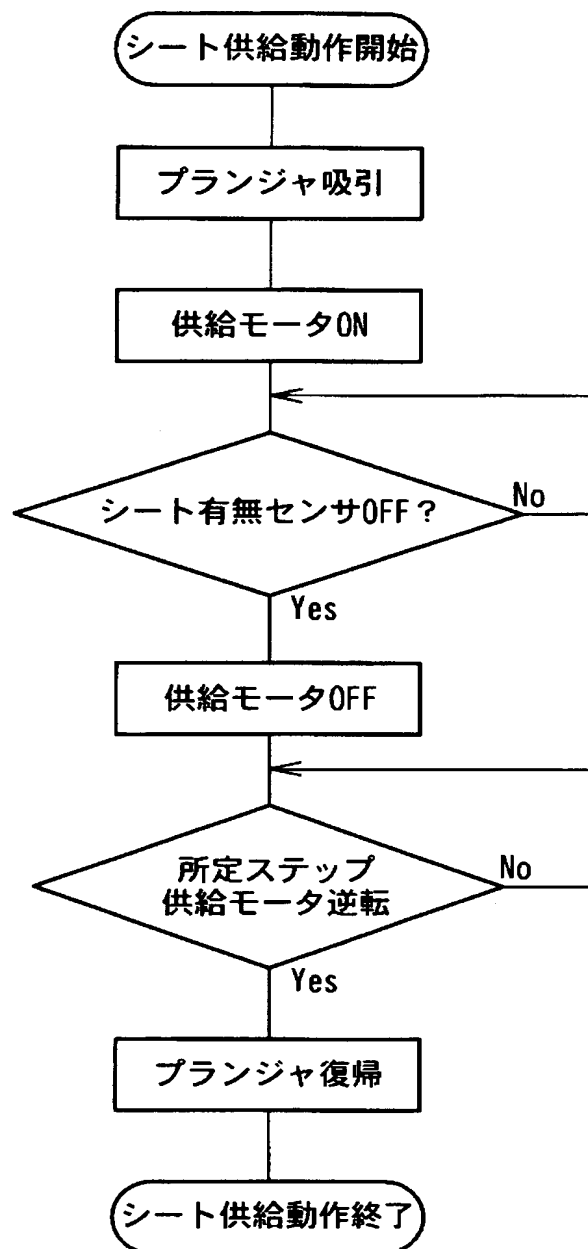 シート供給動作開始
プランジャ吸引
供給モータON
シート有無センサOFF？
No
Yes
供給モータOFF
所定ステップ
供給モータ逆転
No
Yes
プランジャ復帰
シート供給動作終了